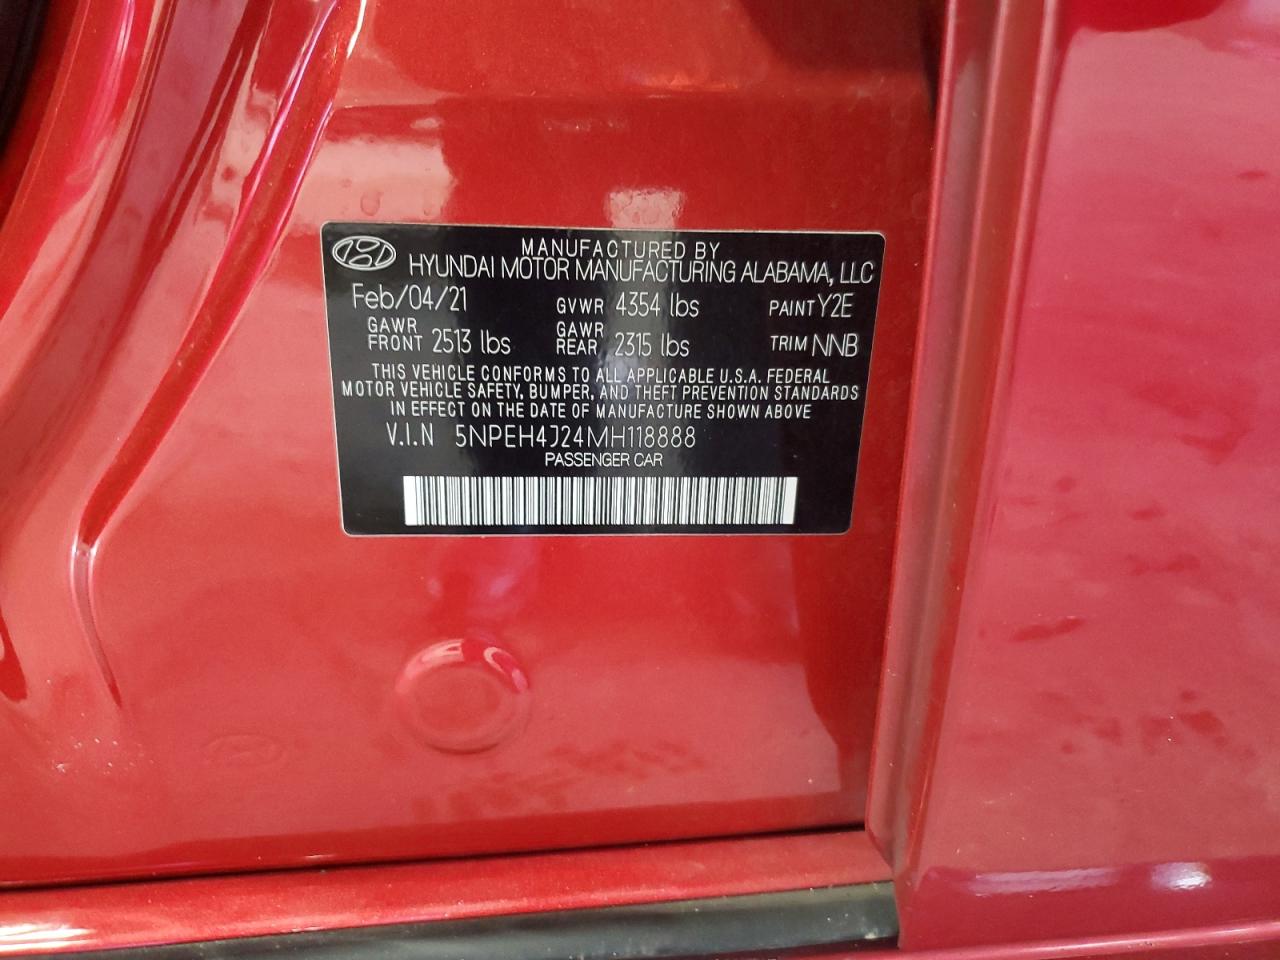 MANUFACTURED BY
HYUNDAI MOTOR MANUFACTURING ALABAMA, LLC
Feb/04/21 GVWR 4354 lbs PAINT Y2E
GAWR FRONT 2513 lbs GAWR REAR 2315 lbs TRIM NNB
THIS VEHICLE CONFORMS TO ALL APPLICABLE U.S.A. FEDERAL
MOTOR VEHICLE SAFETY, BUMPER, AND THEFT PREVENTION STANDARDS
IN EFFECT ON THE DATE OF MANUFACTURE SHOWN ABOVE
V.I.N 5NPEH4J24MH118888
PASSENGER CAR